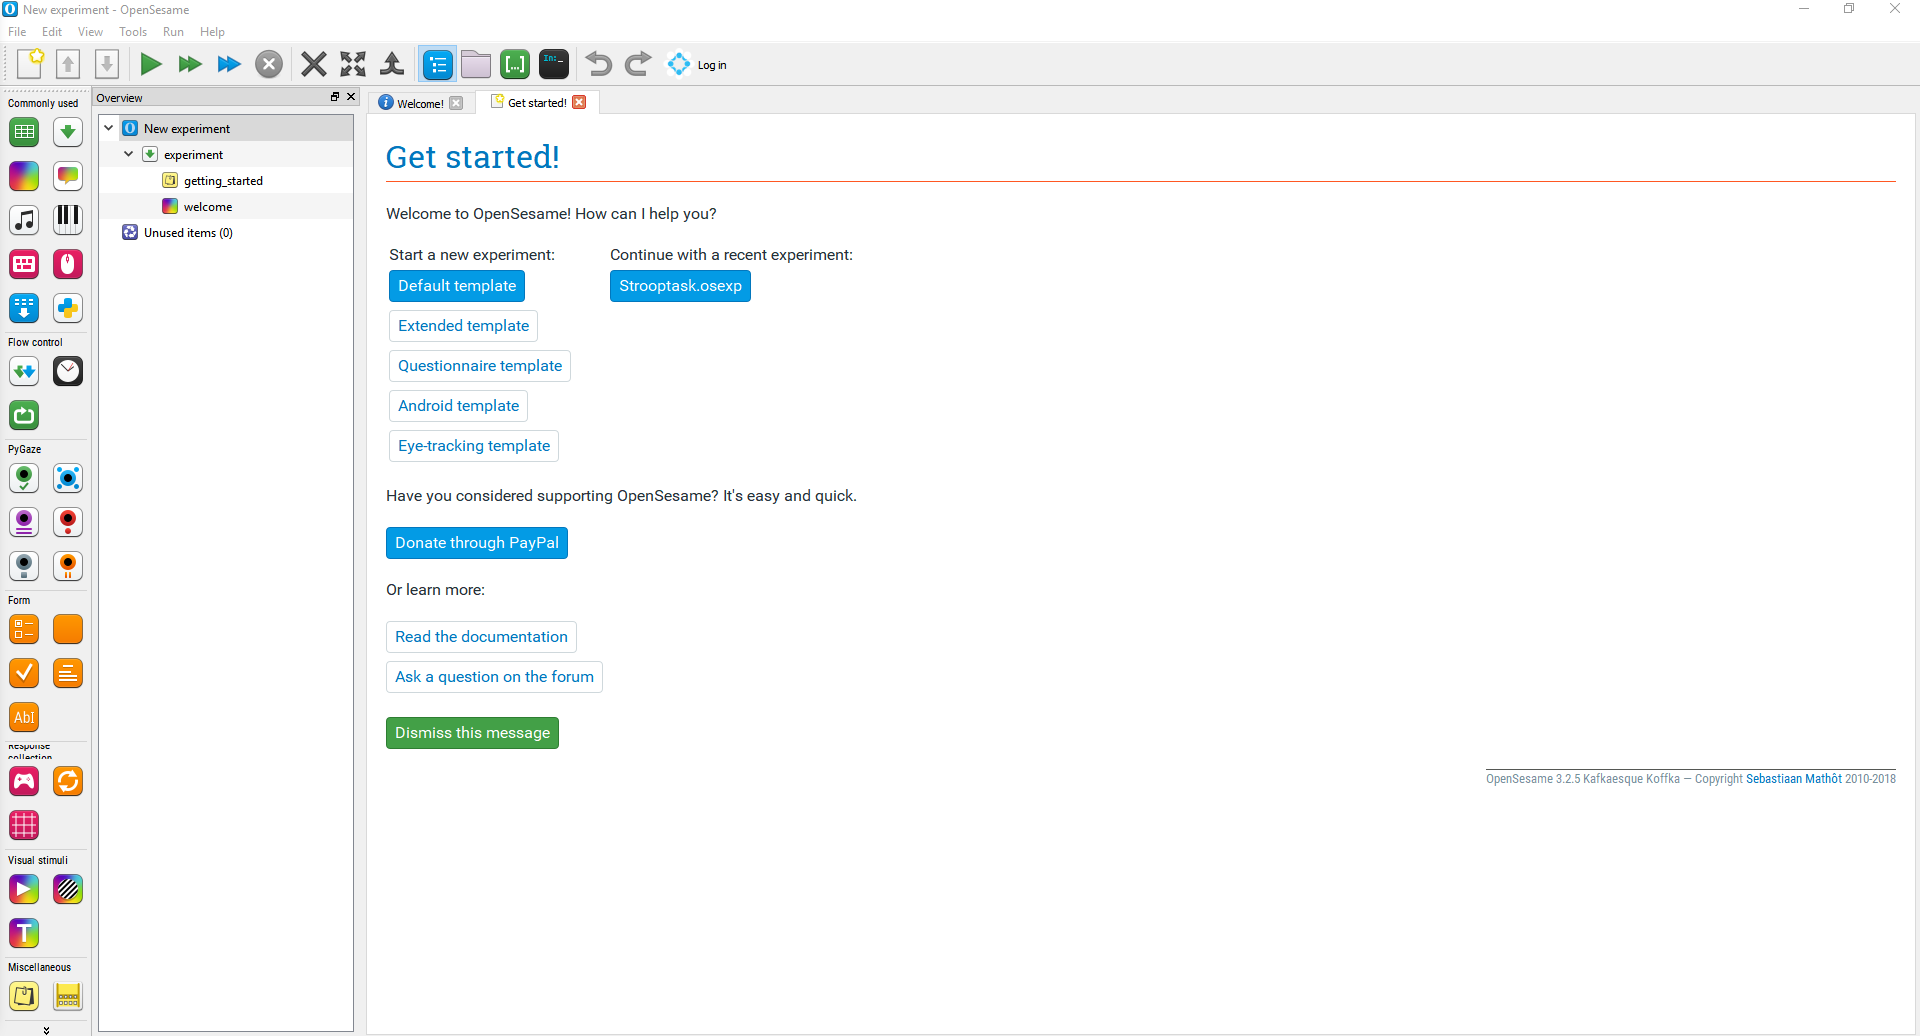 New experiment - OpenSesame
File Edit View Tools Run Help
In:_
Log in
Commonly used
Flow control
PyGaze
Form
AbI
Response
collection
Visual stimuli
T
Miscellaneous
Overview
New experiment
experiment
getting_started
welcome
Unused items (0)
Welcome! Get started!
Get started!
Welcome to OpenSesame! How can I help you?
Start a new experiment: Continue with a recent experiment:
Default template Strooptask.osexp
Extended template
Questionnaire template
Android template
Eye-tracking template
Have you considered supporting OpenSesame? It's easy and quick.
Donate through PayPal
Or learn more:
Read the documentation
Ask a question on the forum
Dismiss this message
OpenSesame 3.2.5 Kafkaesque Koffka — Copyright Sebastiaan Mathôt 2010-2018